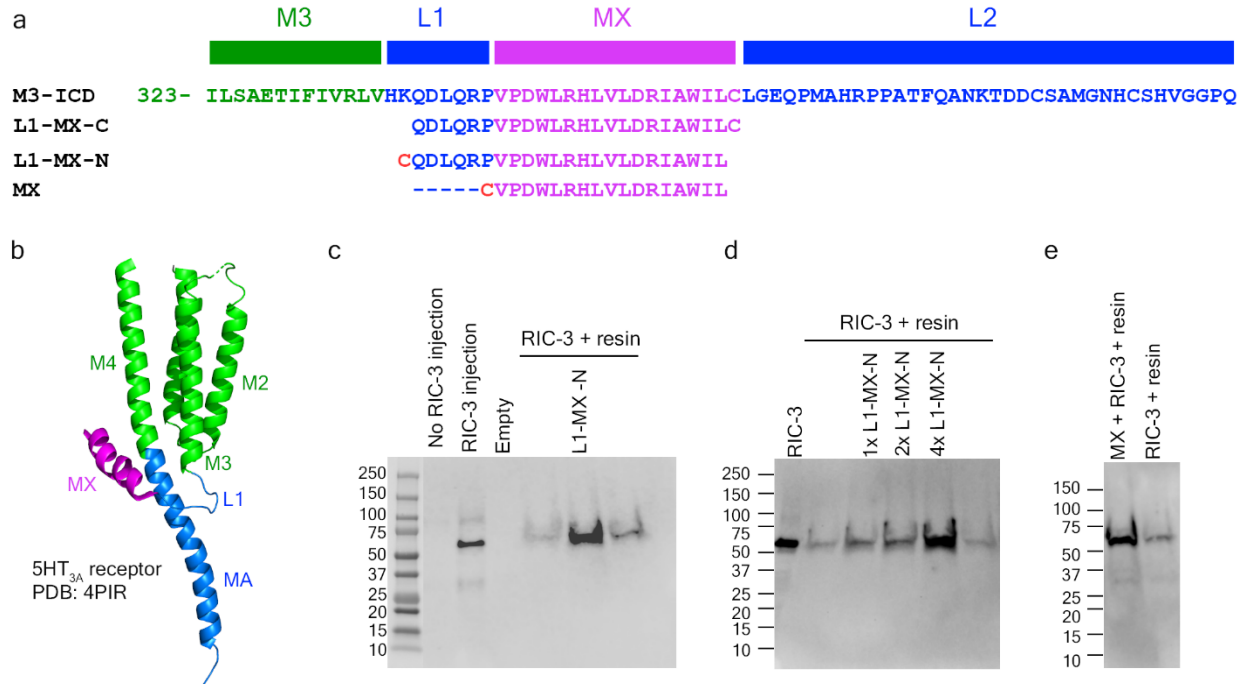 a
M3 L1 MX L2
M3-ICD 323- ILSAETIFIVRLVHKQDLQRPVPDWLRHLVLDRIAWILCLGEQPMAHRPPATFQANKTDDCSAMGNHCSHVGGPQ
L1-MX-C QDLQRPVPDWLRHLVLDRIAWILC
L1-MX-N CQDLQRPVPDWLRHLVLDRIAWIL
MX -----CVPDWLRHLVLDRIAWIL
b
M4
M2
M3
MX
L1
MA
5HT3A receptor
PDB: 4PIR
c
No RIC-3 injection
RIC-3 injection
Empty
RIC-3 + resin
L1-MX -N
250
150
100
75
50
37
25
20
15
10
d
RIC-3 + resin
RIC-3
1x L1-MX-N
2x L1-MX-N
4x L1-MX-N
250
150
100
75
50
37
25
20
15
10
e
MX + RIC-3 + resin
RIC-3 + resin
150
100
75
50
37
25
20
15
10